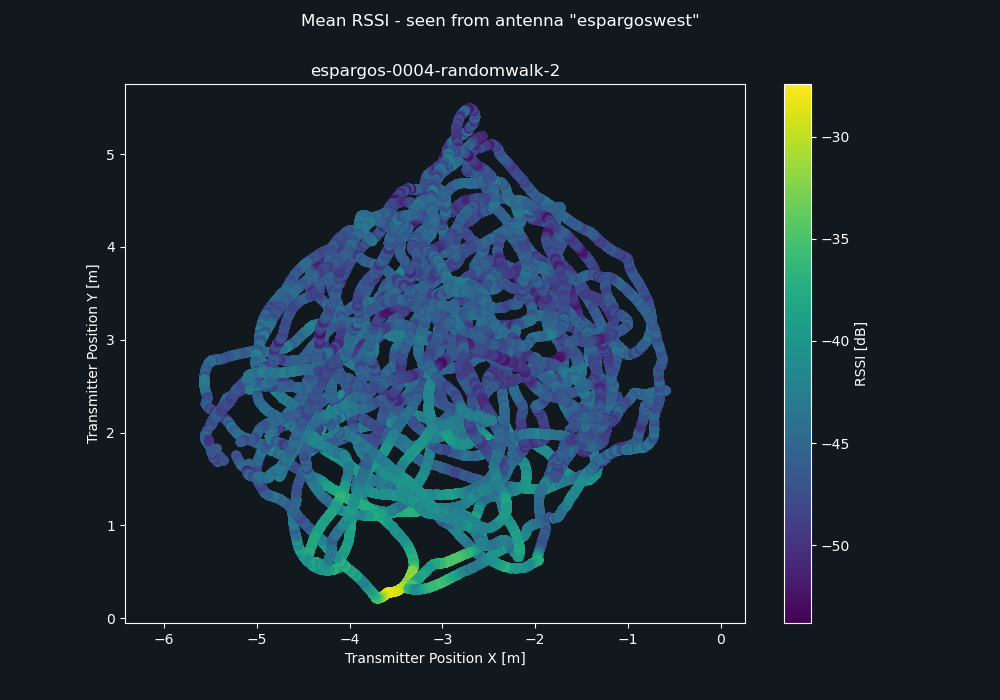 Mean RSSI - seen from antenna "espargoswest"
espargos-0004-randomwalk-2
5
4
3
2
1
0
Transmitter Position Y [m]
−6 −5 −4 −3 −2 −1 0
Transmitter Position X [m]
−30
−35
−40
−45
−50
RSSI [dB]